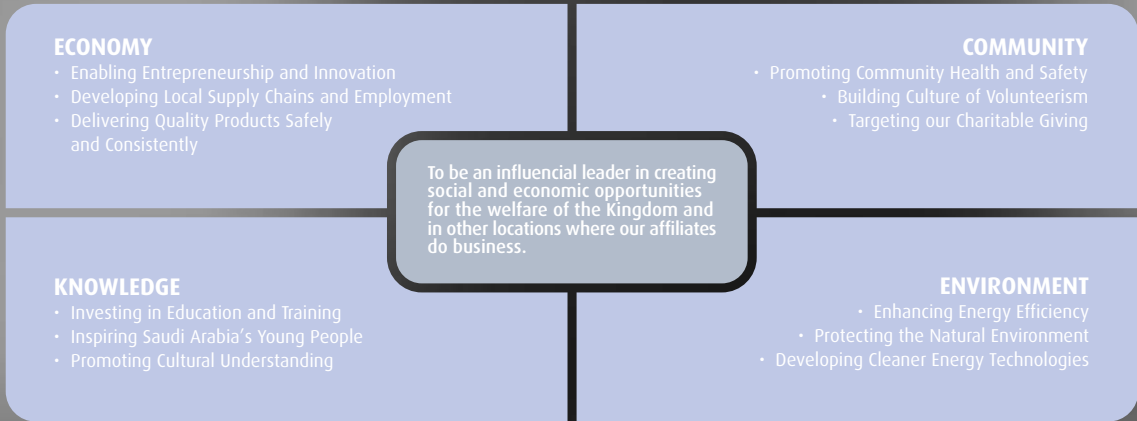 ECONOMY
• Enabling Entrepreneurship and Innovation
• Developing Local Supply Chains and Employment
• Delivering Quality Products Safely
and Consistently
COMMUNITY
• Promoting Community Health and Safety
• Building Culture of Volunteerism
• Targeting our Charitable Giving
To be an influencial leader in creating
social and economic opportunities
for the welfare of the Kingdom and
in other locations where our affiliates
do business.
KNOWLEDGE
• Investing in Education and Training
• Inspiring Saudi Arabia's Young People
• Promoting Cultural Understanding
ENVIRONMENT
• Enhancing Energy Efficiency
• Protecting the Natural Environment
• Developing Cleaner Energy Technologies